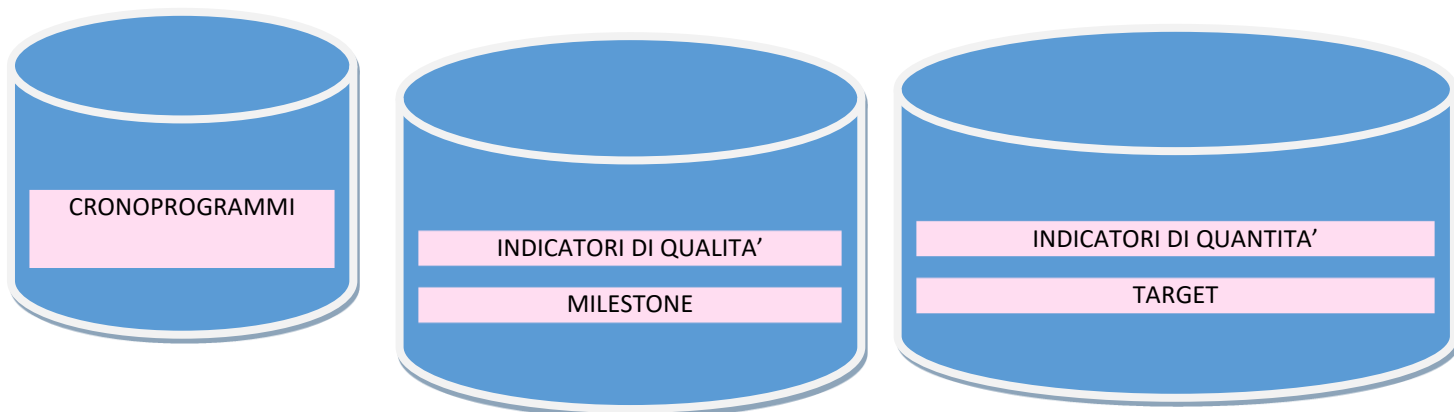 CRONOPROGRAMMI
INDICATORI DI QUALITA’
MILESTONE
INDICATORI DI QUANTITA’
TARGET